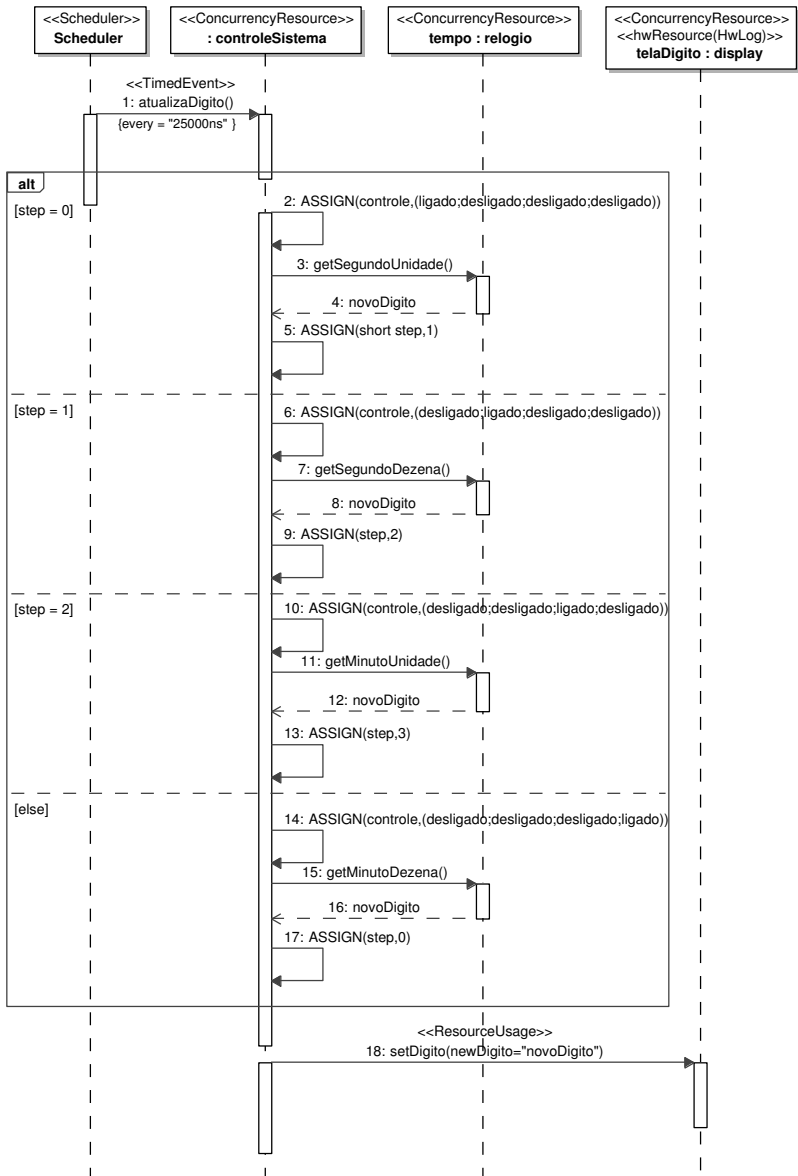 <<Scheduler>>
Scheduler
<<ConcurrencyResource>>
: controleSistema
<<ConcurrencyResource>>
tempo : relogio
<<ConcurrencyResource>>
<<hwResource(HwLog)>>
telaDigito : display
<<TimedEvent>>
1: atualizaDigito()
{every = "25000ns" }
alt
[step = 0]
2: ASSIGN(controle,(ligado;desligado;desligado;desligado))
3: getSegundoUnidade()
4: novoDigito
5: ASSIGN(short step,1)
[step = 1]
6: ASSIGN(controle,(desligado;ligado;desligado;desligado))
7: getSegundoDezena()
8: novoDigito
9: ASSIGN(step,2)
[step = 2]
10: ASSIGN(controle,(desligado;desligado;ligado;desligado))
11: getMinutoUnidade()
12: novoDigito
13: ASSIGN(step,3)
[else]
14: ASSIGN(controle,(desligado;desligado;desligado;ligado))
15: getMinutoDezena()
16: novoDigito
17: ASSIGN(step,0)
<<ResourceUsage>>
18: setDigito(newDigito="novoDigito")